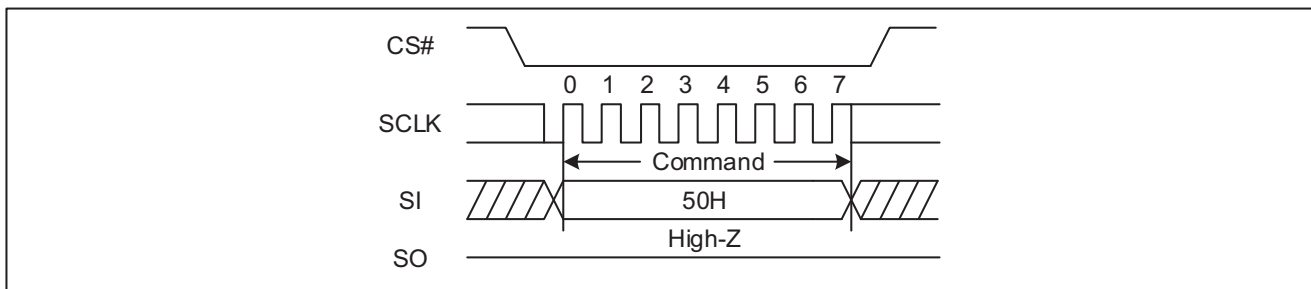 CS#
0 1 2 3 4 5 6 7
SCLK
Command
SI
50H
High-Z
SO